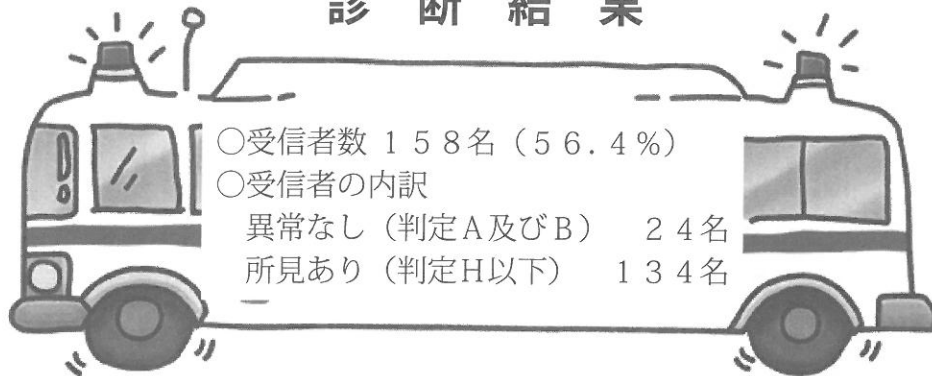 診断結果
○受信者数 158名（56.4%）
○受信者の内訳
異常なし（判定A及びB） 24名
所見あり（判定H以下） 134名